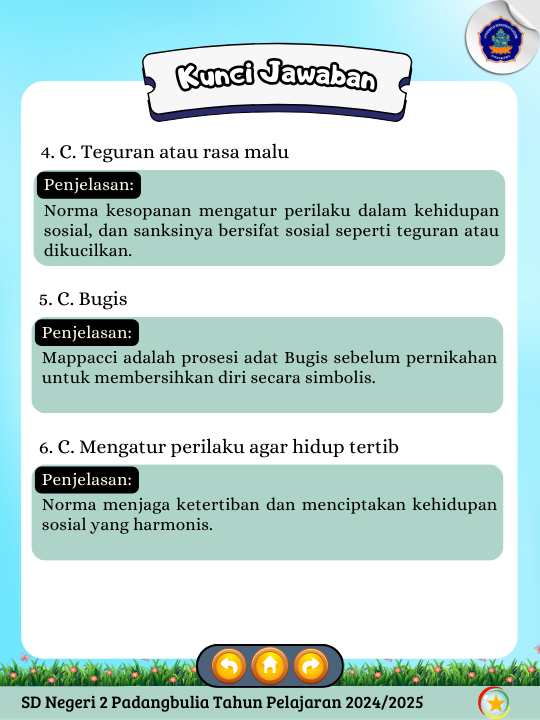 Kunci Jawaban
4. C. Teguran atau rasa malu
Penjelasan:
Norma kesopanan mengatur perilaku dalam kehidupan
sosial, dan sanksinya bersifat sosial seperti teguran atau
dikucilkan.
5. C. Bugis
Penjelasan:
Mappacci adalah prosesi adat Bugis sebelum pernikahan
untuk membersihkan diri secara simbolis.
6. C. Mengatur perilaku agar hidup tertib
Penjelasan:
Norma menjaga ketertiban dan menciptakan kehidupan
sosial yang harmonis.
SD Negeri 2 Padangbulia Tahun Pelajaran 2024/2025